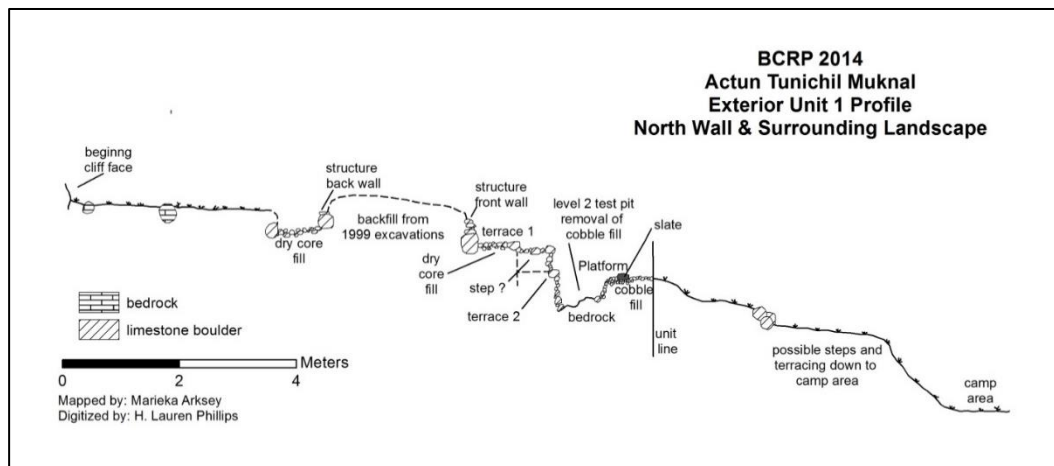 BCRP 2014
Actun Tunichil Muknal
Exterior Unit 1 Profile
North Wall & Surrounding Landscape
beginng
cliff face
structure
back wall
dry core
fill
backfill from
1999 excavations
structure
front wall
terrace 1
dry
core
fill
step ?
terrace 2
level 2 test pit
removal of
cobble fill
bedrock
Platform
slate
cobble
fill
unit
line
possible steps and
terracing down to
camp area
camp
area
bedrock
limestone boulder
Meters
0 2 4
Mapped by: Marieka Arksey
Digitized by: H. Lauren Phillips